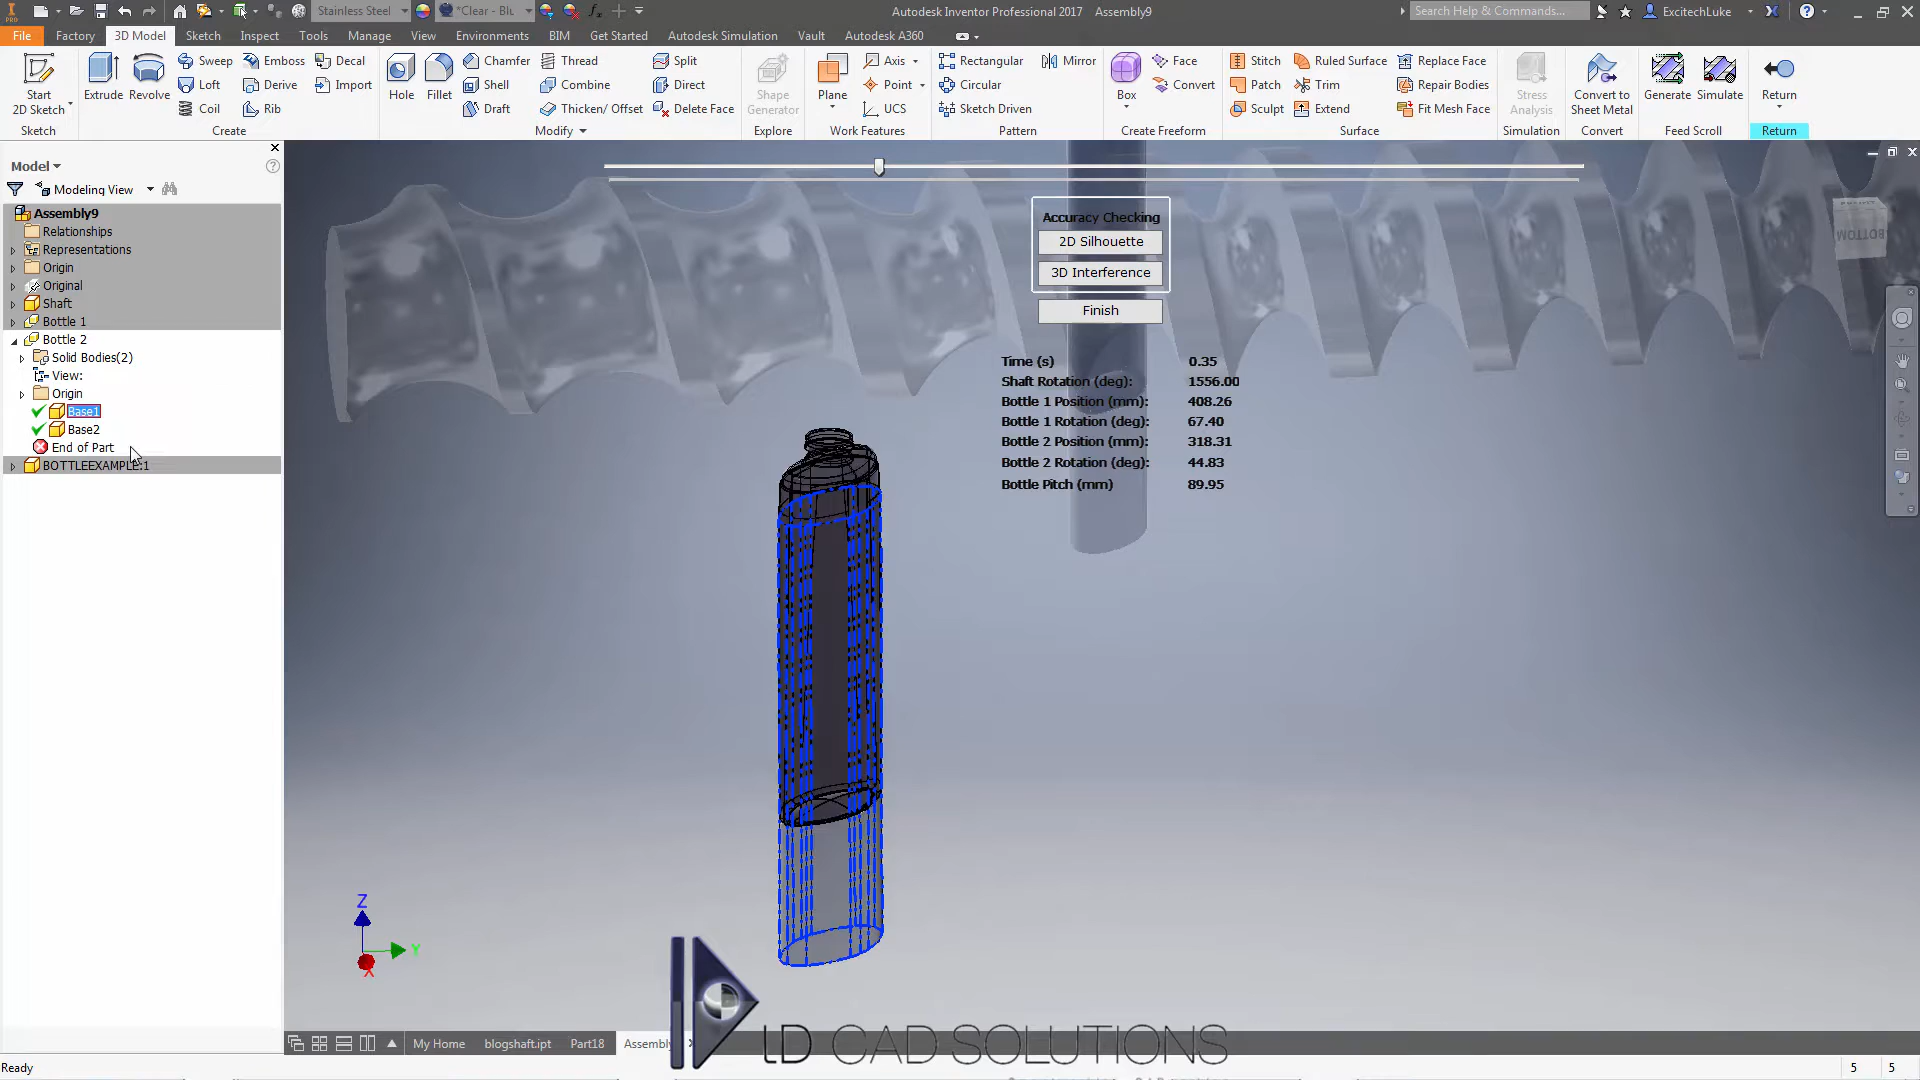 Stainless Steel
*Clear - Blu
Autodesk Inventor Professional 2017 Assembly9
Search Help & Commands...
ExcitechLuke
File Factory 3D Model Sketch Inspect Tools Manage View Environments BIM Get Started Autodesk Simulation Vault Autodesk A360
Start
2D Sketch
Extrude
Revolve
Sweep
Loft
Coil
Emboss
Derive
Rib
Decal
Import
Hole
Fillet
Chamfer
Shell
Draft
Thread
Combine
Thicken/ Offset
Split
Direct
Delete Face
Shape
Generator
Plane
Axis
Point
UCS
Rectangular
Circular
Sketch Driven
Mirror
Box
Face
Convert
Stitch
Patch
Sculpt
Ruled Surface
Trim
Extend
Replace Face
Repair Bodies
Fit Mesh Face
Stress
Analysis
Convert to
Sheet Metal
Generate
Simulate
Return
Sketch Create Modify Explore Work Features Pattern Create Freeform Surface Simulation Convert Feed Scroll Return
Model
Modeling View
Assembly9
Relationships
Representations
Origin
Original
Shaft
Bottle 1
Bottle 2
Solid Bodies(2)
View:
Origin
Base1
Base2
End of Part
BOTTLEEXAMPLE:1
Accuracy Checking
2D Silhouette
3D Interference
Finish
Time (s) 0.35
Shaft Rotation (deg): 1556.00
Bottle 1 Position (mm): 408.26
Bottle 1 Rotation (deg): 67.40
Bottle 2 Position (mm): 318.31
Bottle 2 Rotation (deg): 44.83
Bottle Pitch (mm) 89.95
BOTTOM
Z
Y
X
My Home blogshaft.ipt Part18 Assembly
LD CAD SOLUTIONS
Ready
5 5